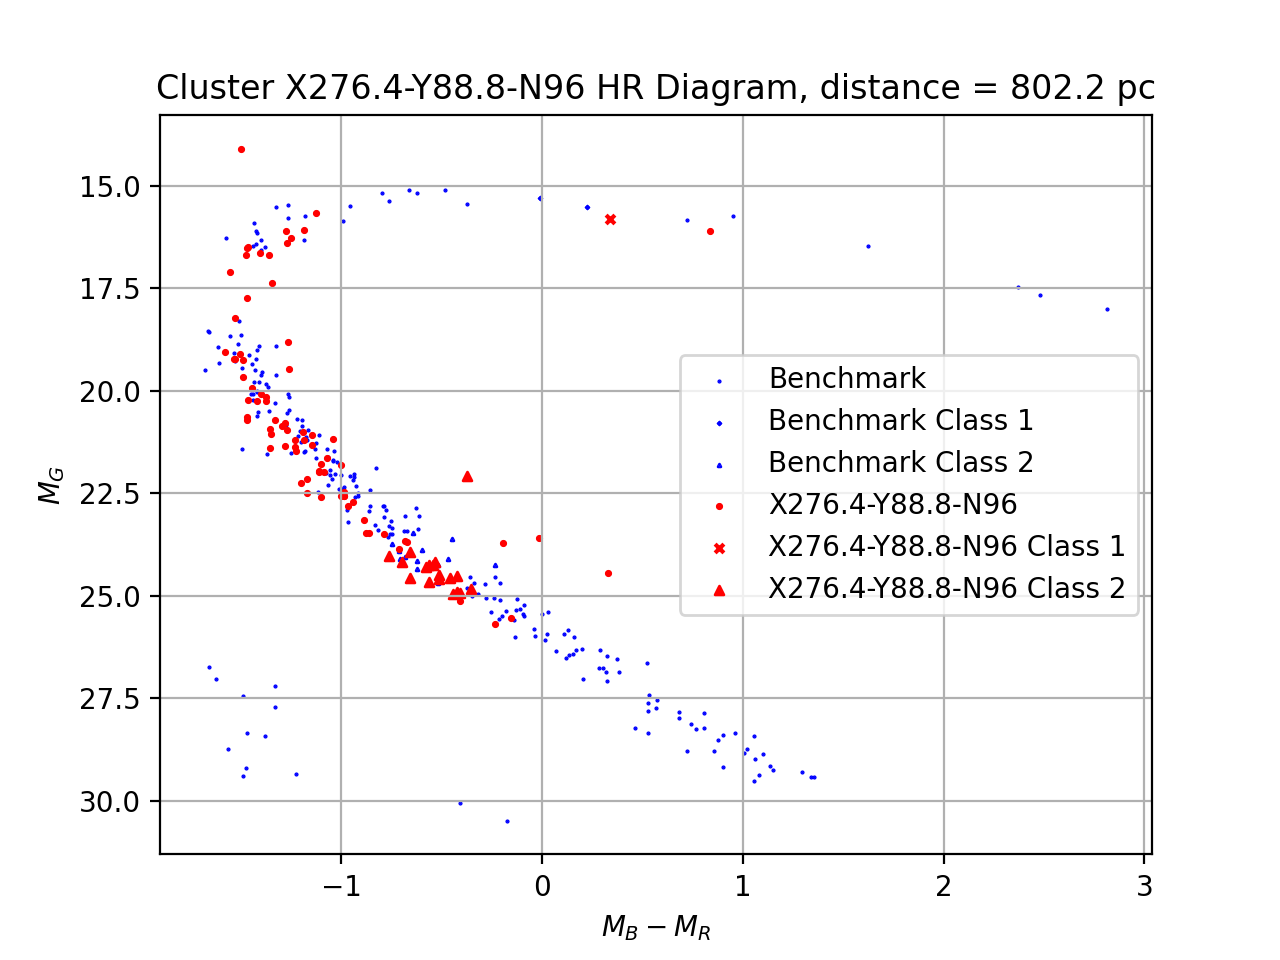 Cluster X276.4-Y88.8-N96 HR Diagram, distance = 802.2 pc
15.0
17.5
20.0
22.5
25.0
27.5
30.0
M_G
Benchmark
Benchmark Class 1
Benchmark Class 2
X276.4-Y88.8-N96
X276.4-Y88.8-N96 Class 1
X276.4-Y88.8-N96 Class 2
−1 0 1 2 3
M_B − M_R